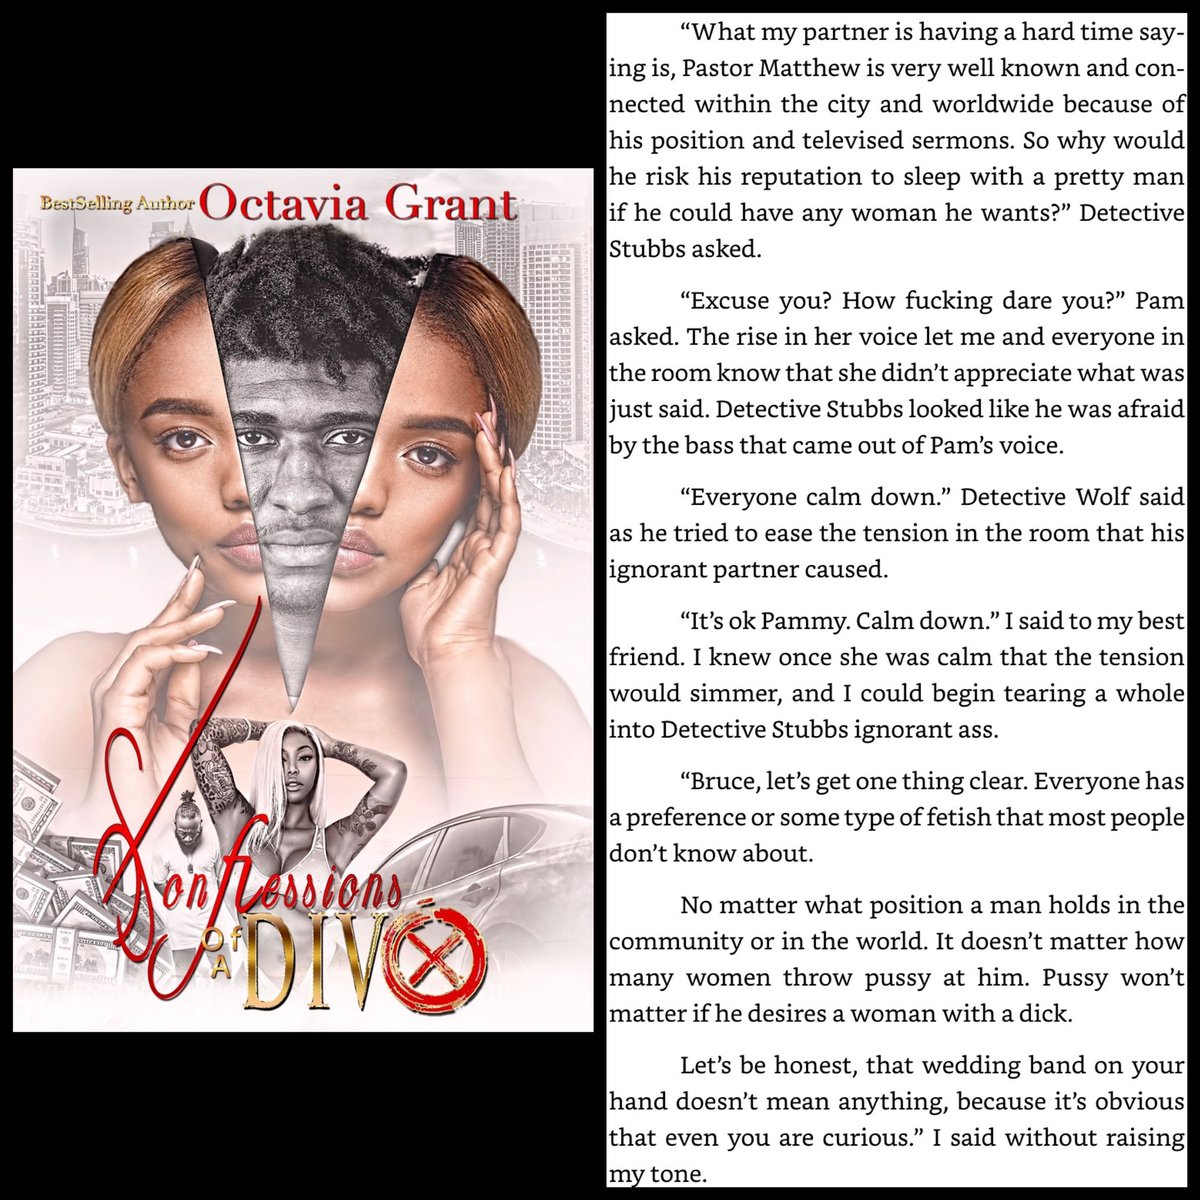 BestSelling Author Octavia Grant
Konfessions
Of A DIVO
“What my partner is having a hard time say-
ing is, Pastor Matthew is very well known and con-
nected within the city and worldwide because of
his position and televised sermons. So why would
he risk his reputation to sleep with a pretty man
if he could have any woman he wants?” Detective
Stubbs asked.
“Excuse you? How fucking dare you?” Pam
asked. The rise in her voice let me and everyone in
the room know that she didn’t appreciate what was
just said. Detective Stubbs looked like he was afraid
by the bass that came out of Pam’s voice.
“Everyone calm down.” Detective Wolf said
as he tried to ease the tension in the room that his
ignorant partner caused.
“It’s ok Pammy. Calm down.” I said to my best
friend. I knew once she was calm that the tension
would simmer, and I could begin tearing a whole
into Detective Stubbs ignorant ass.
“Bruce, let’s get one thing clear. Everyone has
a preference or some type of fetish that most people
don’t know about.
No matter what position a man holds in the
community or in the world. It doesn’t matter how
many women throw pussy at him. Pussy won’t
matter if he desires a woman with a dick.
Let’s be honest, that wedding band on your
hand doesn’t mean anything, because it’s obvious
that even you are curious.” I said without raising
my tone.